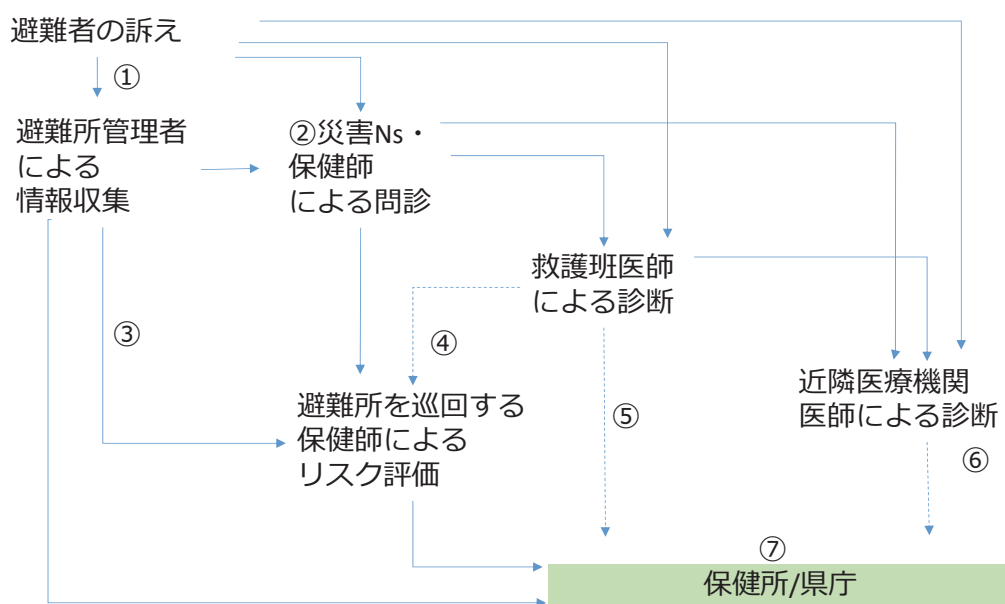 避難者の訴え
①
避難所管理者
による
情報収集
②災害Ns・
保健師
による問診
救護班医師
による診断
③
④
避難所を巡回する
保健師による
リスク評価
⑤
近隣医療機関
医師による診断
⑥
⑦
保健所/県庁